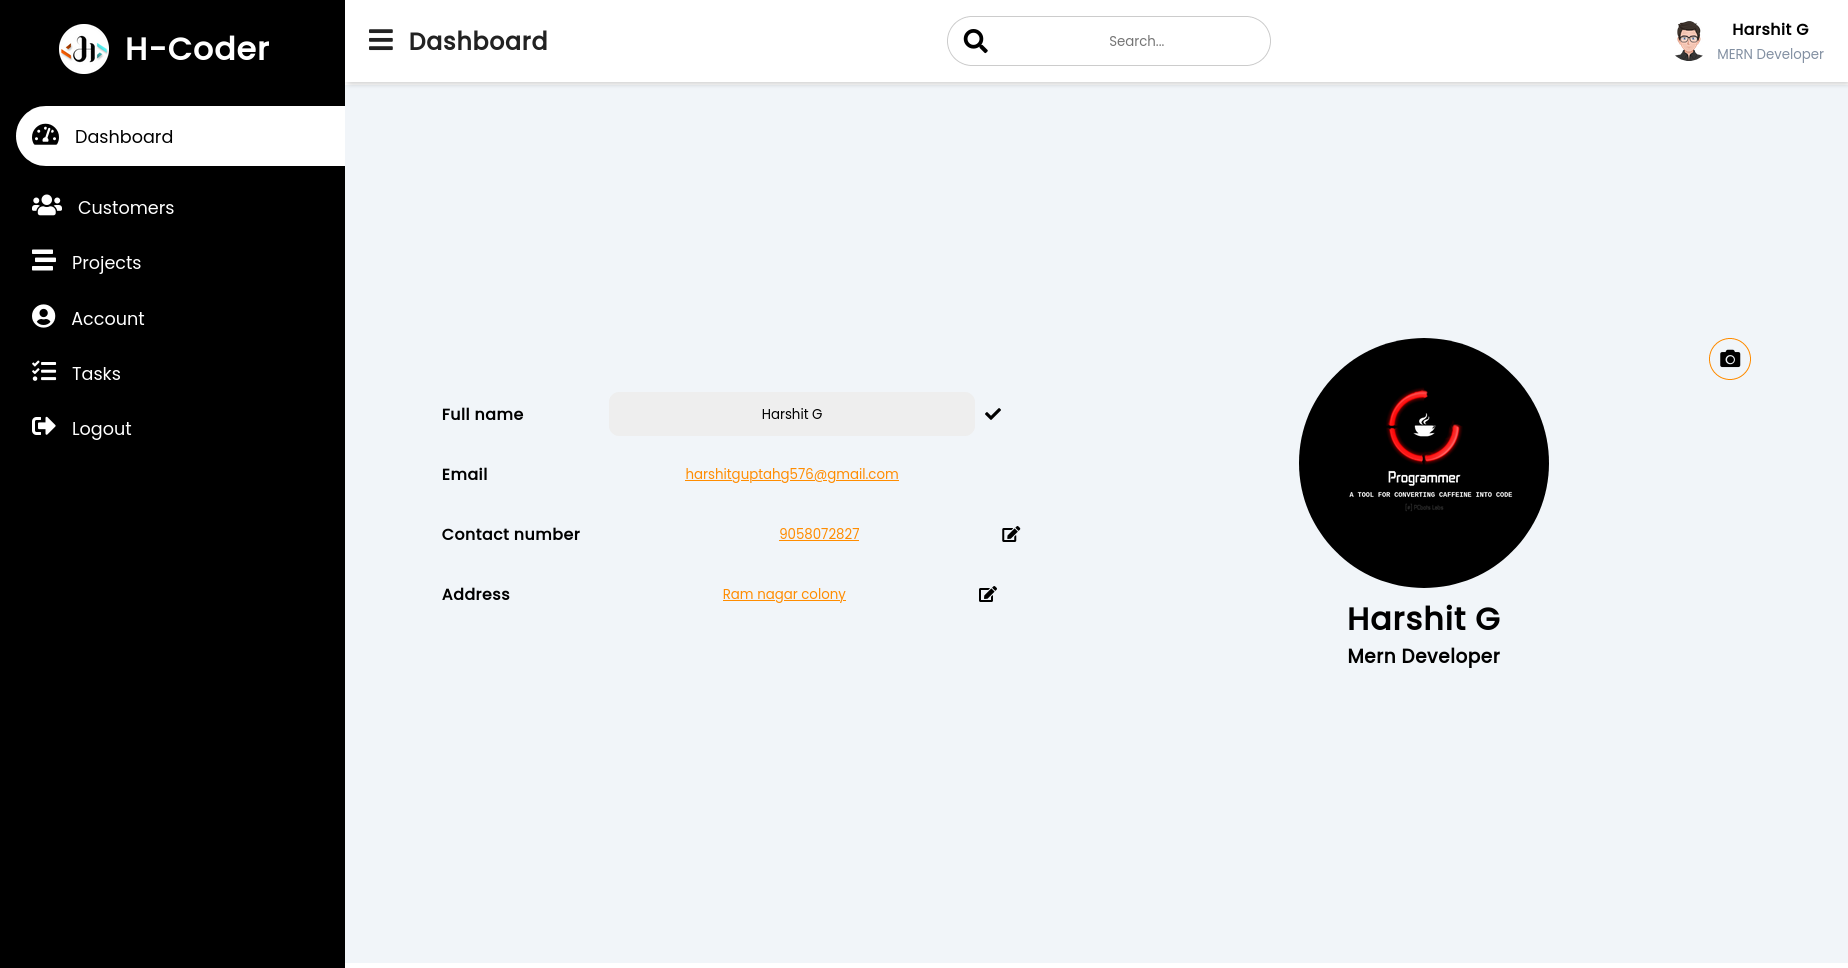 H-Coder
Dashboard
Customers
Projects
Account
Tasks
Logout
Dashboard
Search...
Harshit G
MERN Developer
Full name
Harshit G
Email
harshitguptahg576@gmail.com
Contact number
9058072827
Address
Ram nagar colony
Programmer
A TOOL FOR CONVERTING CAFFEINE INTO CODE
Harshit G
Mern Developer